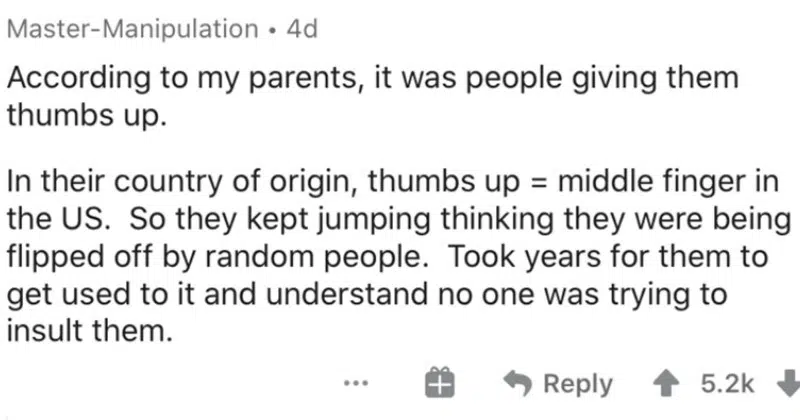 Master-Manipulation • 4d
According to my parents, it was people giving them
thumbs up.
In their country of origin, thumbs up = middle finger in
the US.  So they kept jumping thinking they were being
flipped off by random people.  Took years for them to
get used to it and understand no one was trying to
insult them.
... Reply 5.2k